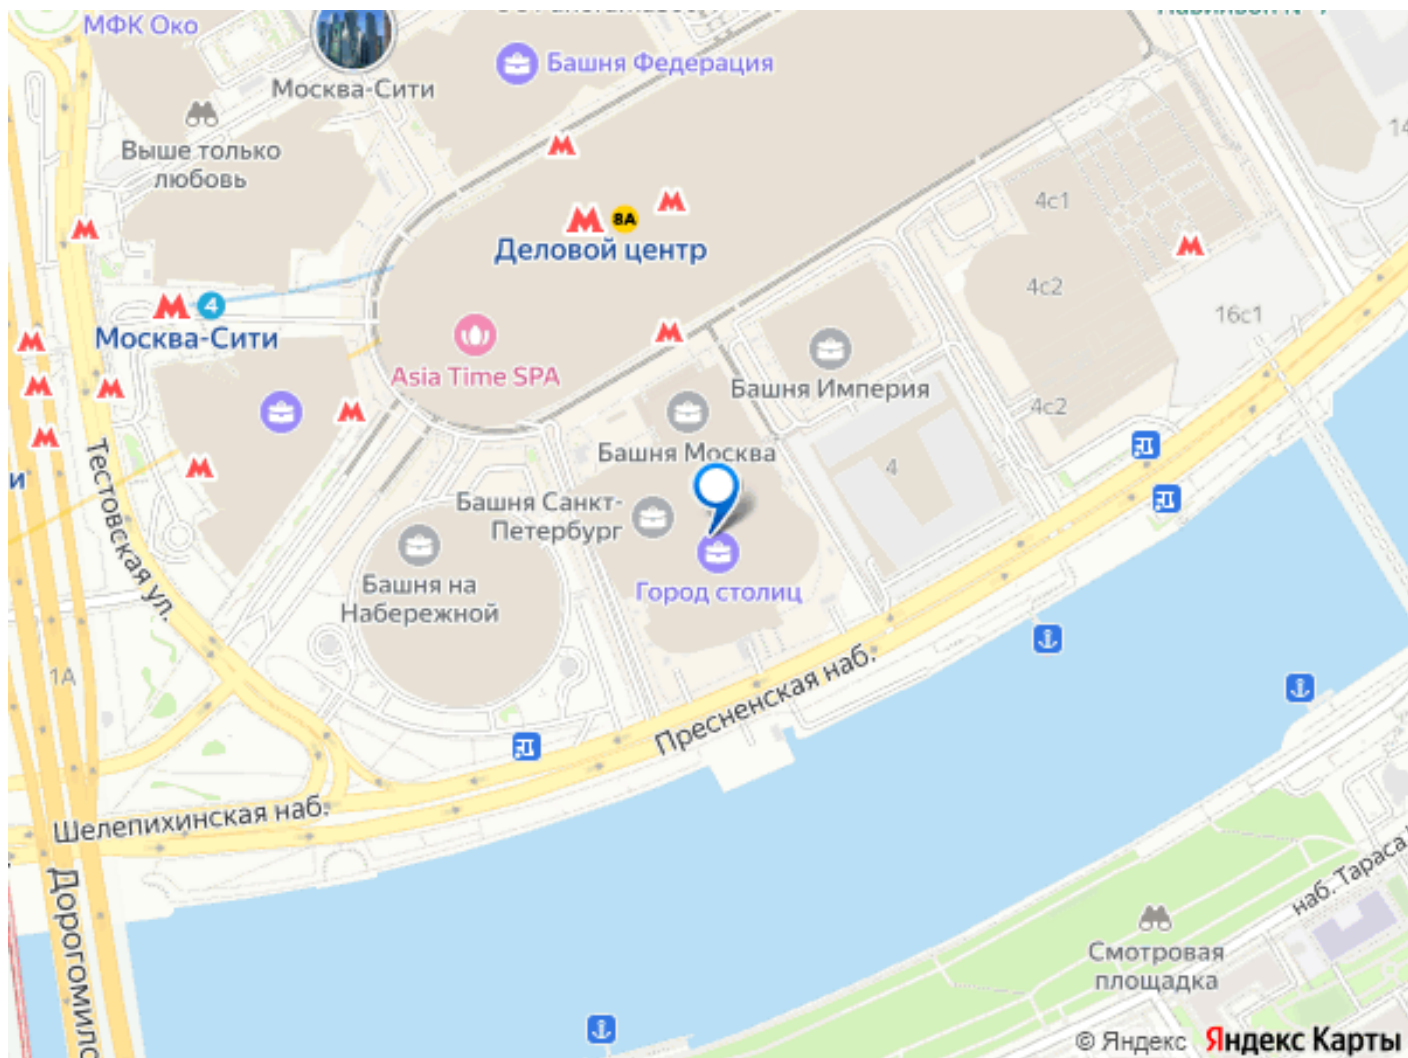 МФК Око
Башня Федерация
Москва-Сити
Выше только
любовь
14
4с1
8А
Деловой центр
4с2
4
16с1
Москва-Сити
Asia Time SPA
Башня Империя
4с2
Башня Москва
4
и
Башня Санкт-
Петербург
Тестовская ул.
Башня на
Набережной
Город столиц
1А
Пресненская наб.
Шелепихинская наб.
Дорогомило
наб. Тараса
Смотровая
площадка
© Яндекс Яндекс Карты